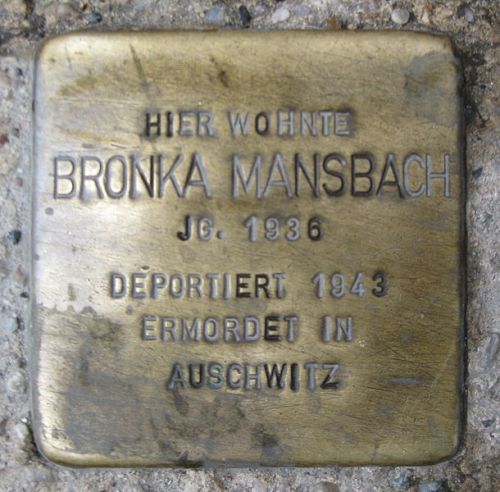 HIER WOHNTE
BRONKA MANSBACH
JG. 1936
DEPORTIERT 1943
ERMORDET IN
AUSCHWITZ